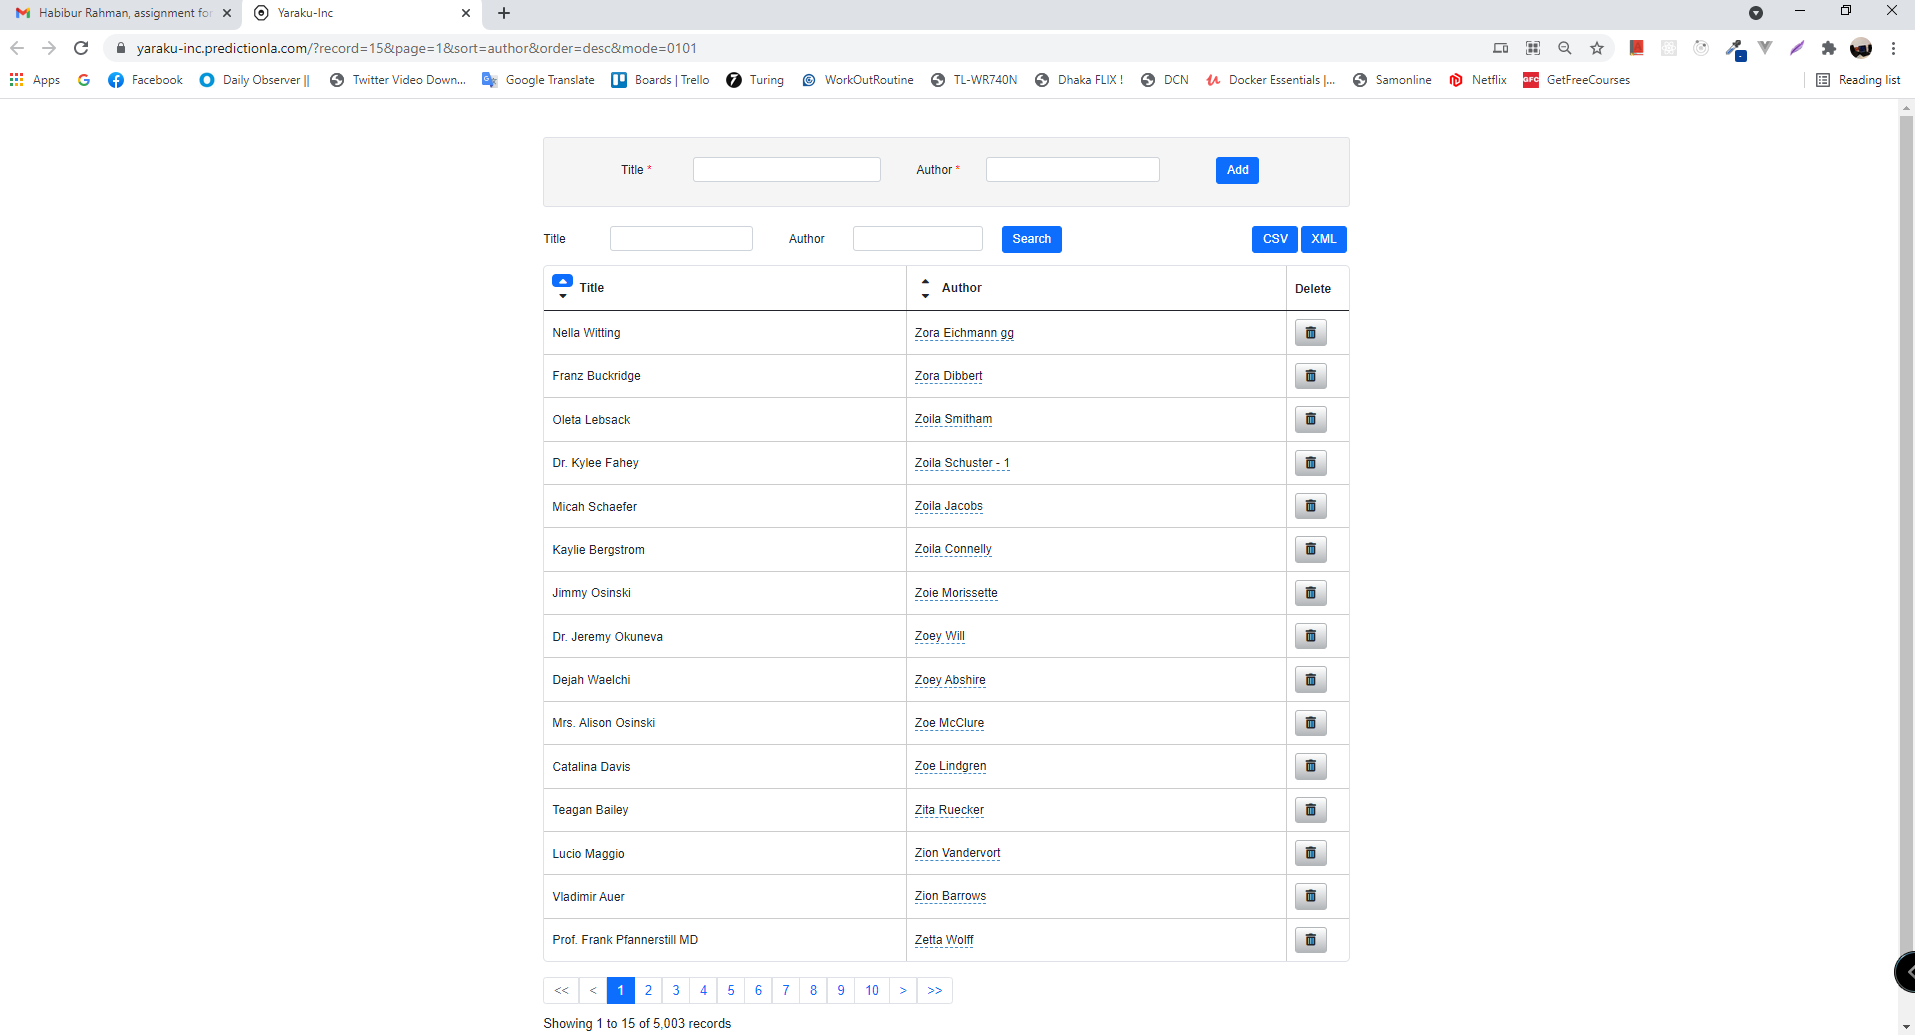 Habibur Rahman, assignment for
Yaraku-Inc
yaraku-inc.predictionla.com/?record=15&page=1&sort=author&order=desc&mode=0101
Apps Facebook Daily Observer || Twitter Video Down... Google Translate Boards | Trello Turing WorkOutRoutine TL-WR740N Dhaka FLIX ! DCN Docker Essentials |... Samonline GFC Netflix GetFreeCourses Reading list
Title * Author * Add
Title Author Search CSV XML
Title Author Delete
Nella Witting Zora Eichmann gg
Franz Buckridge Zora Dibbert
Oleta Lebsack Zoila Smitham
Dr. Kylee Fahey Zoila Schuster - 1
Micah Schaefer Zoila Jacobs
Kaylie Bergstrom Zoila Connelly
Jimmy Osinski Zoie Morissette
Dr. Jeremy Okuneva Zoey Will
Dejah Waelchi Zoey Abshire
Mrs. Alison Osinski Zoe McClure
Catalina Davis Zoe Lindgren
Teagan Bailey Zita Ruecker
Lucio Maggio Zion Vandervort
Vladimir Auer Zion Barrows
Prof. Frank Pfannerstill MD Zetta Wolff
<< < 1 2 3 4 5 6 7 8 9 10 > >>
Showing 1 to 15 of 5,003 records